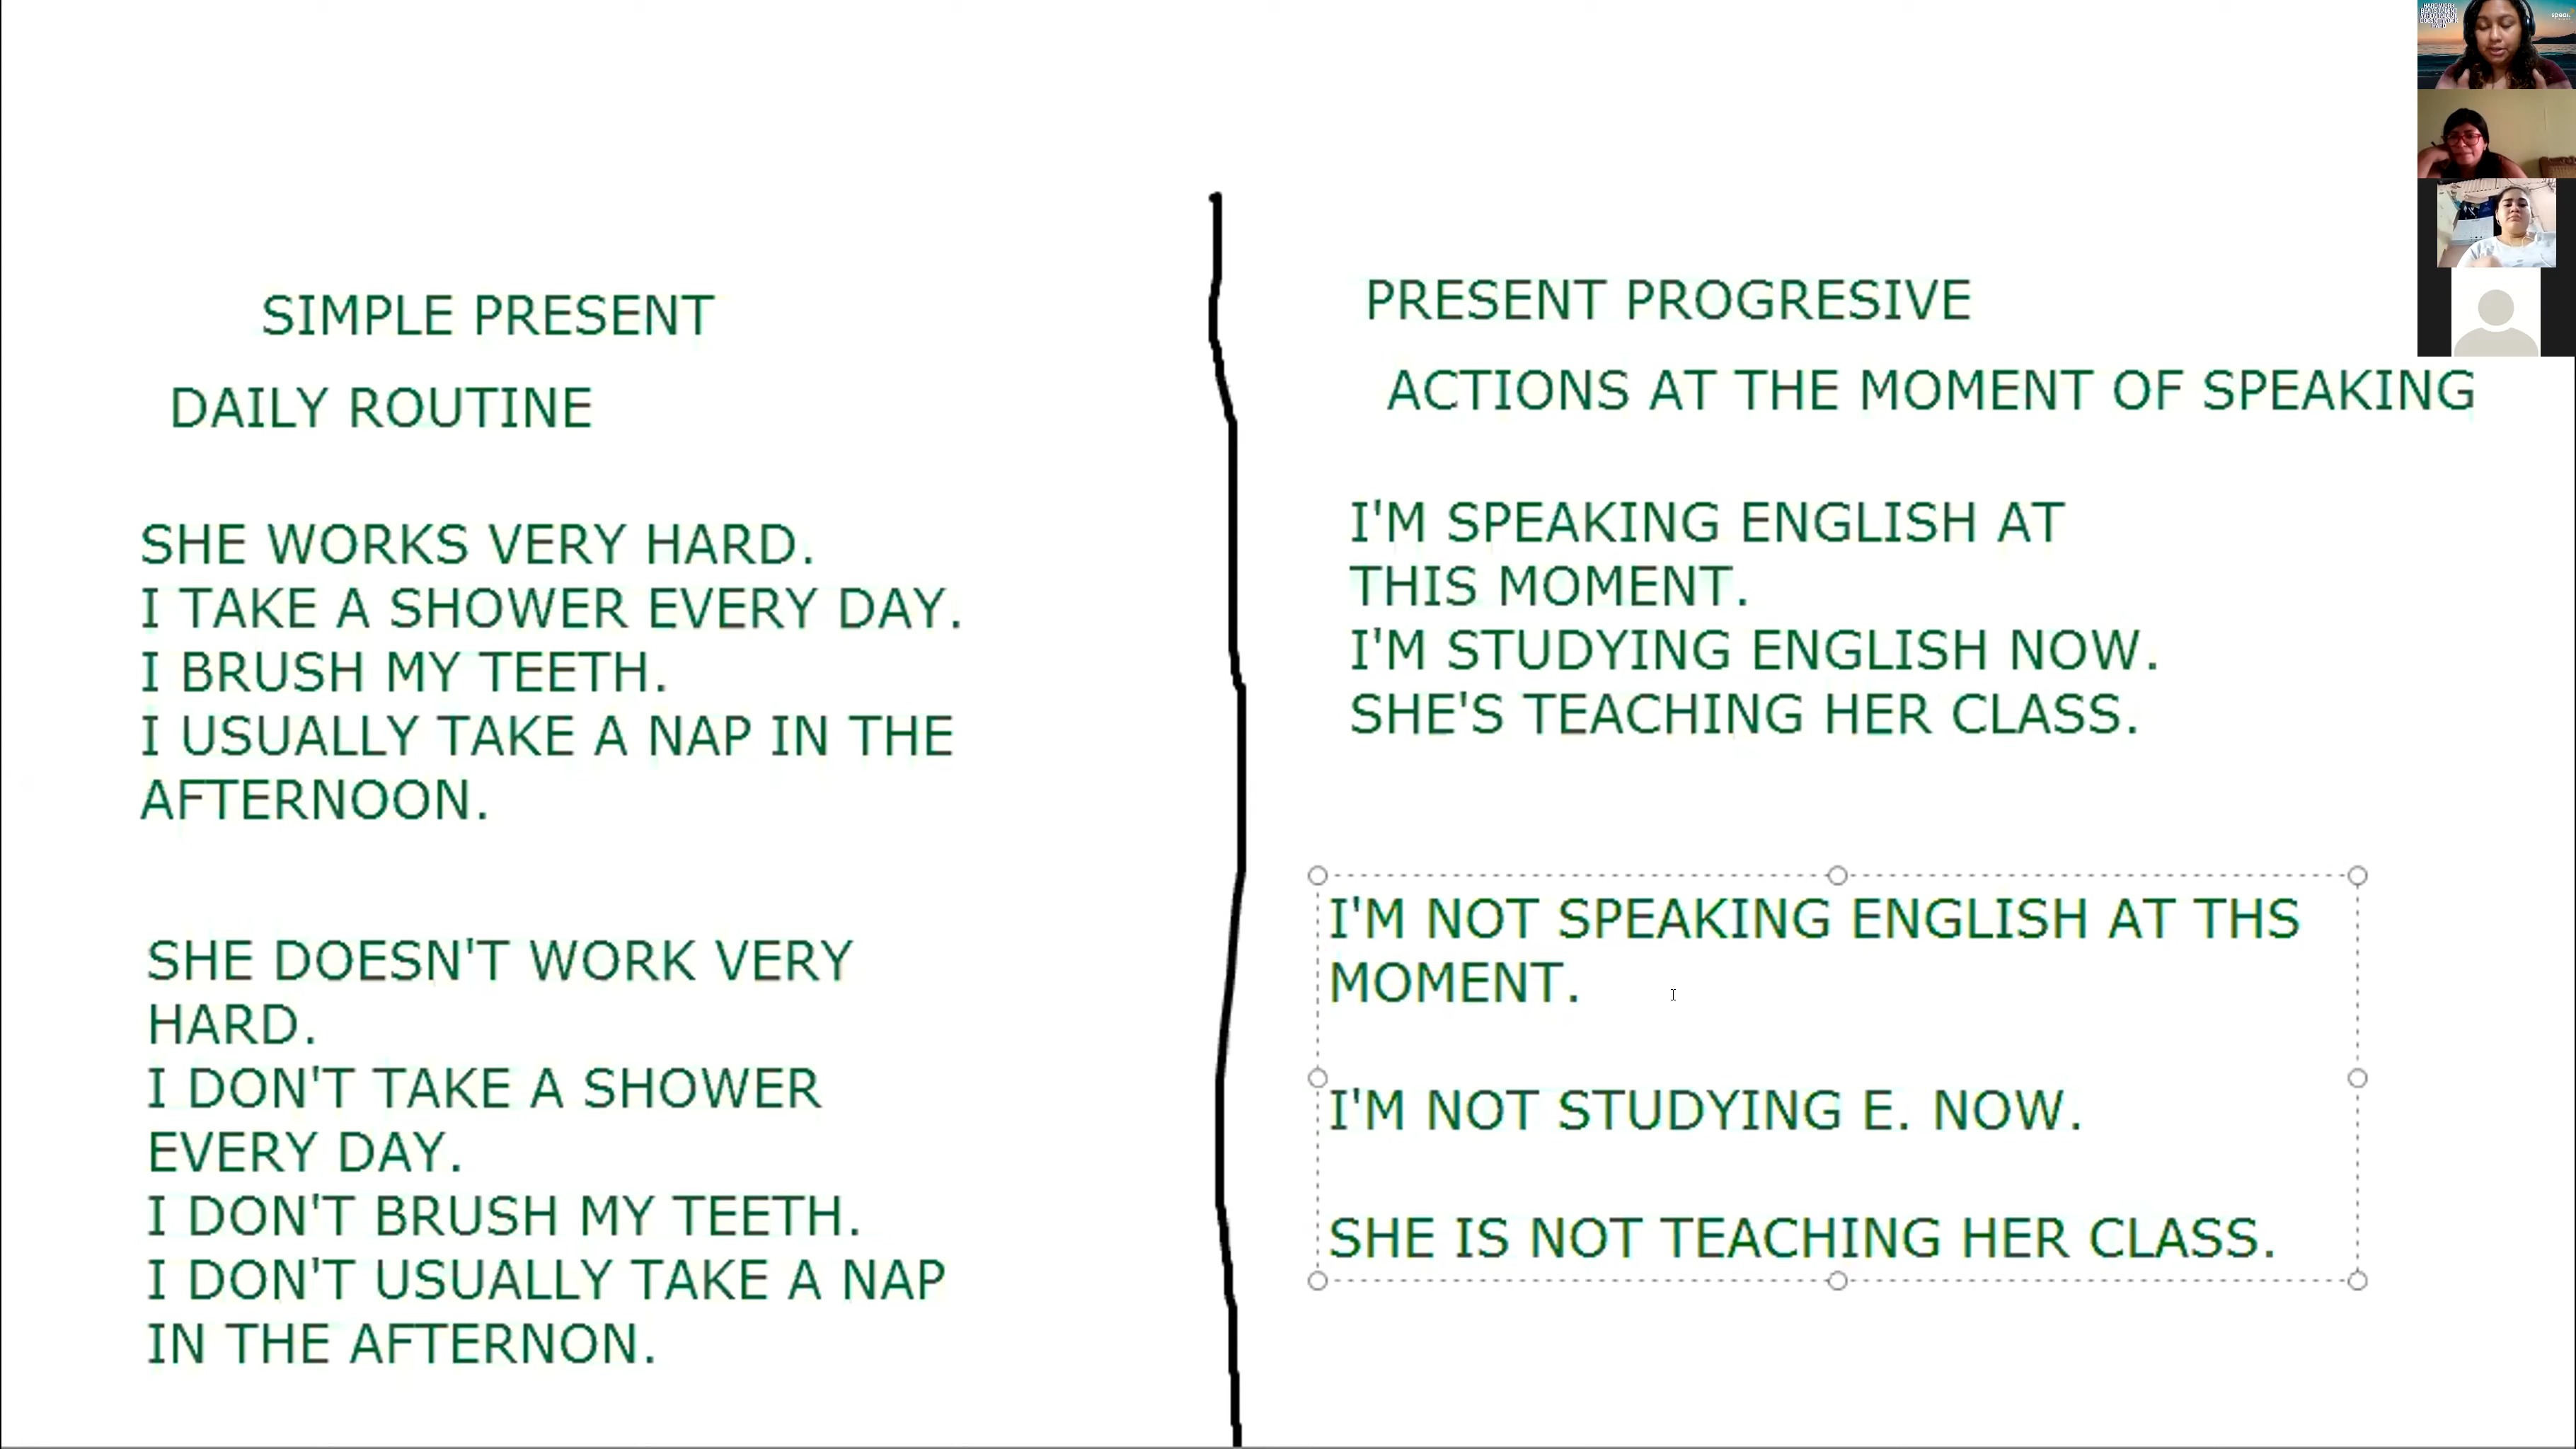 SIMPLE PRESENT
DAILY ROUTINE
SHE WORKS VERY HARD.
I TAKE A SHOWER EVERY DAY.
I BRUSH MY TEETH.
I USUALLY TAKE A NAP IN THE
AFTERNOON.
SHE DOESN'T WORK VERY
HARD.
I DON'T TAKE A SHOWER
EVERY DAY.
I DON'T BRUSH MY TEETH.
I DON'T USUALLY TAKE A NAP
IN THE AFTERNON.
PRESENT PROGRESIVE
ACTIONS AT THE MOMENT OF SPEAKING
I'M SPEAKING ENGLISH AT
THIS MOMENT.
I'M STUDYING ENGLISH NOW.
SHE'S TEACHING HER CLASS.
I'M NOT SPEAKING ENGLISH AT THS
MOMENT.
I'M NOT STUDYING E. NOW.
SHE IS NOT TEACHING HER CLASS.